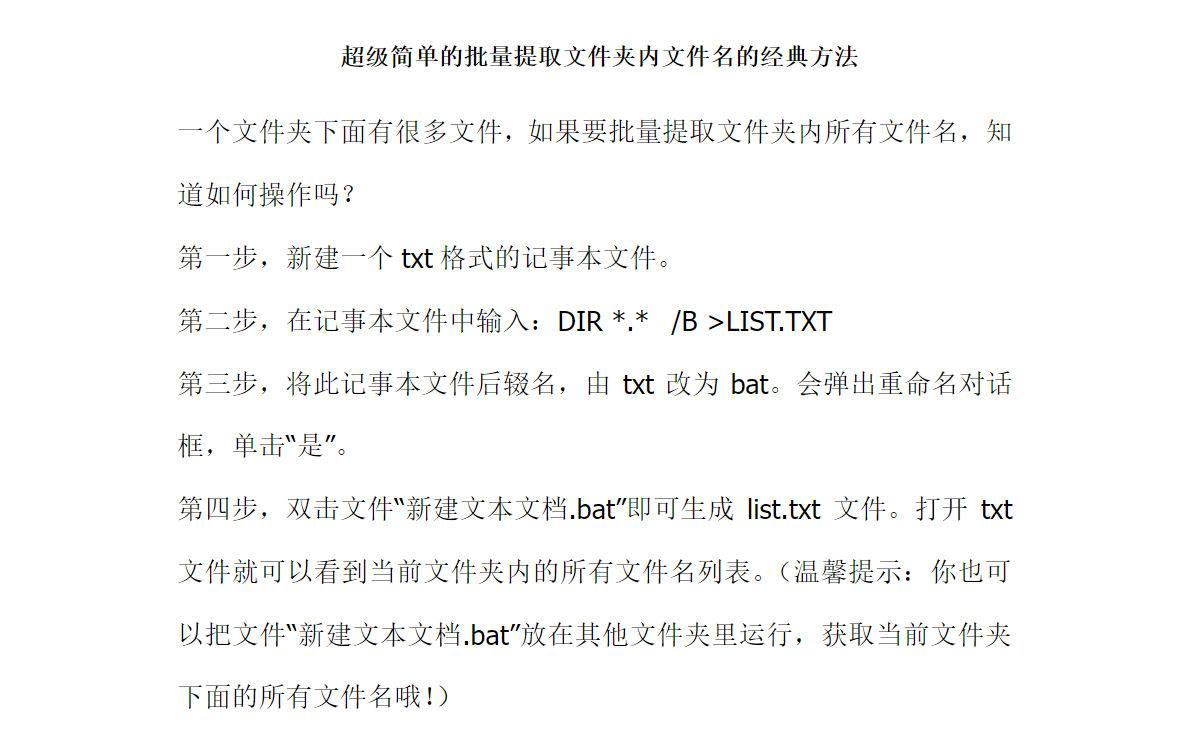 超级简单的批量提取文件夹内文件名的经典方法
一个文件夹下面有很多文件，如果要批量提取文件夹内所有文件名，知
道如何操作吗？
第一步，新建一个 txt 格式的记事本文件。
第二步，在记事本文件中输入：DIR *.*  /B >LIST.TXT
第三步，将此记事本文件后辍名，由 txt 改为 bat。会弹出重命名对话
框，单击“是”。
第四步，双击文件“新建文本文档.bat”即可生成 list.txt 文件。打开 txt
文件就可以看到当前文件夹内的所有文件名列表。（温馨提示：你也可
以把文件“新建文本文档.bat”放在其他文件夹里运行，获取当前文件夹
下面的所有文件名哦！）